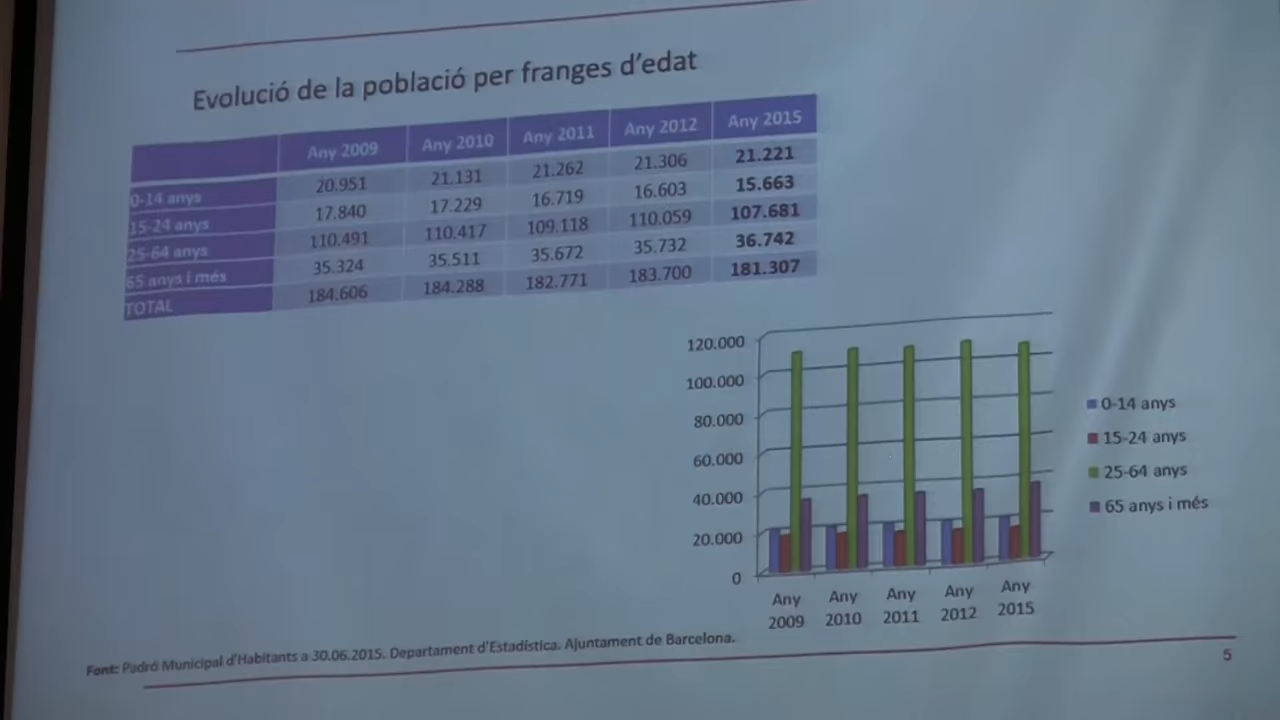 Evolució de la població per franges d'edat
Any 2009 Any 2010 Any 2011 Any 2012 Any 2015
0-14 anys 20.951 21.131 21.262 21.306 21.221
15-24 anys 17.840 17.229 16.719 16.603 15.663
25-64 anys 110.491 110.417 109.118 110.059 107.681
65 anys i més 35.324 35.511 35.672 35.732 36.742
TOTAL 184.606 184.288 182.771 183.700 181.307
120.000
100.000
80.000
60.000
40.000
20.000
0
Any 2009
Any 2010
Any 2011
Any 2012
Any 2015
0-14 anys
15-24 anys
25-64 anys
65 anys i més
Font: Padró Municipal d'Habitants a 30.06.2015. Departament d'Estadística. Ajuntament de Barcelona.
5